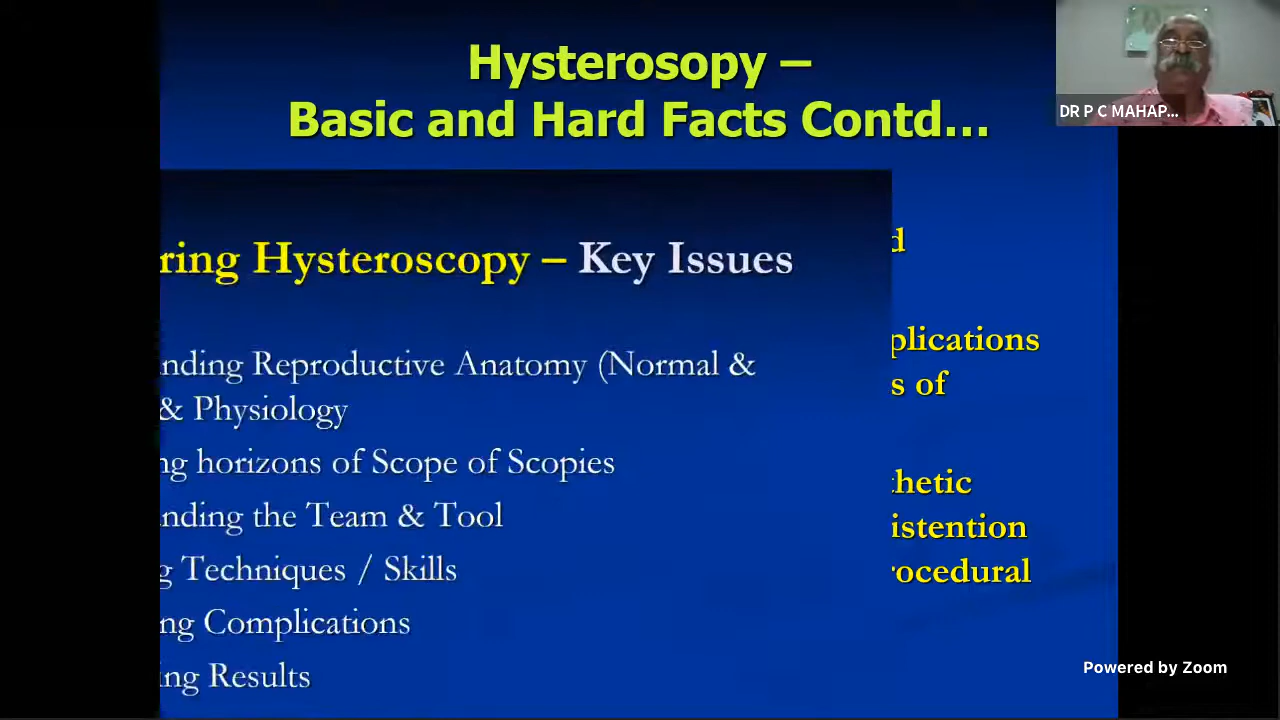 Hysterosopy –
Basic and Hard Facts Contd...
DR P C MAHAP...
ring Hysteroscopy – Key Issues
nding Reproductive Anatomy (Normal &
& Physiology
ng horizons of Scope of Scopies
nding the Team & Tool
g Techniques / Skills
ng Complications
ing Results
d
plications
s of
thetic
istention
rocedural
Powered by Zoom